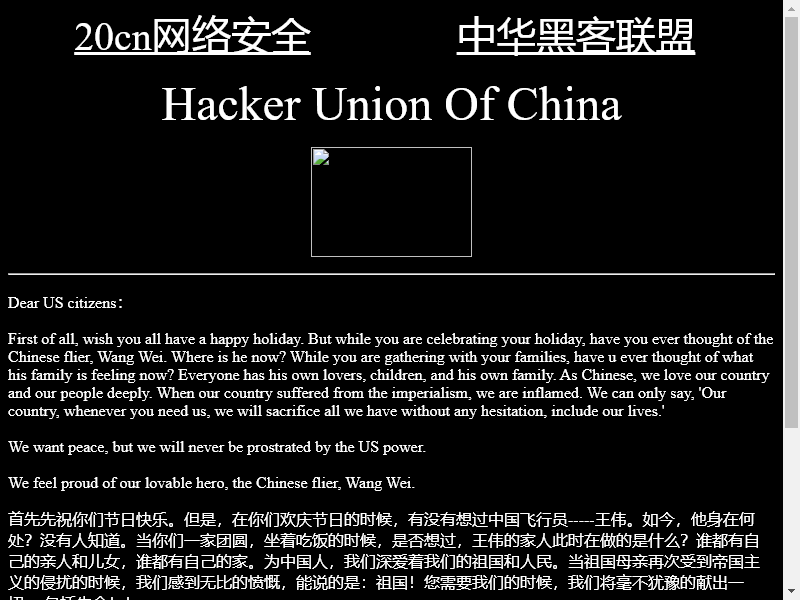 20cn网络安全 中华黑客联盟
Hacker Union Of China
Dear US citizens：
First of all, wish you all have a happy holiday. But while you are celebrating your holiday, have you ever thought of the
Chinese flier, Wang Wei. Where is he now? While you are gathering with your families, have u ever thought of what
his family is feeling now? Everyone has his own lovers, children, and his own family. As Chinese, we love our country
and our people deeply. When our country suffered from the imperialism, we are inflamed. We can only say, 'Our
country, whenever you need us, we will sacrifice all we have without any hesitation, include our lives.'
We want peace, but we will never be prostrated by the US power.
We feel proud of our lovable hero, the Chinese flier, Wang Wei.
首先先祝你们节日快乐。但是，在你们欢庆节日的时候，有没有想过中国飞行员-----王伟。如今，他身在何
处？没有人知道。当你们一家团圆，坐着吃饭的时候，是否想过，王伟的家人此时在做的是什么？谁都有自
己的亲人和儿女，谁都有自己的家。为中国人，我们深爱着我们的祖国和人民。当祖国母亲再次受到帝国主
义的侵扰的时候，我们感到无比的愤慨，能说的是：祖国！您需要我们的时候，我们将毫不犹豫的献出一